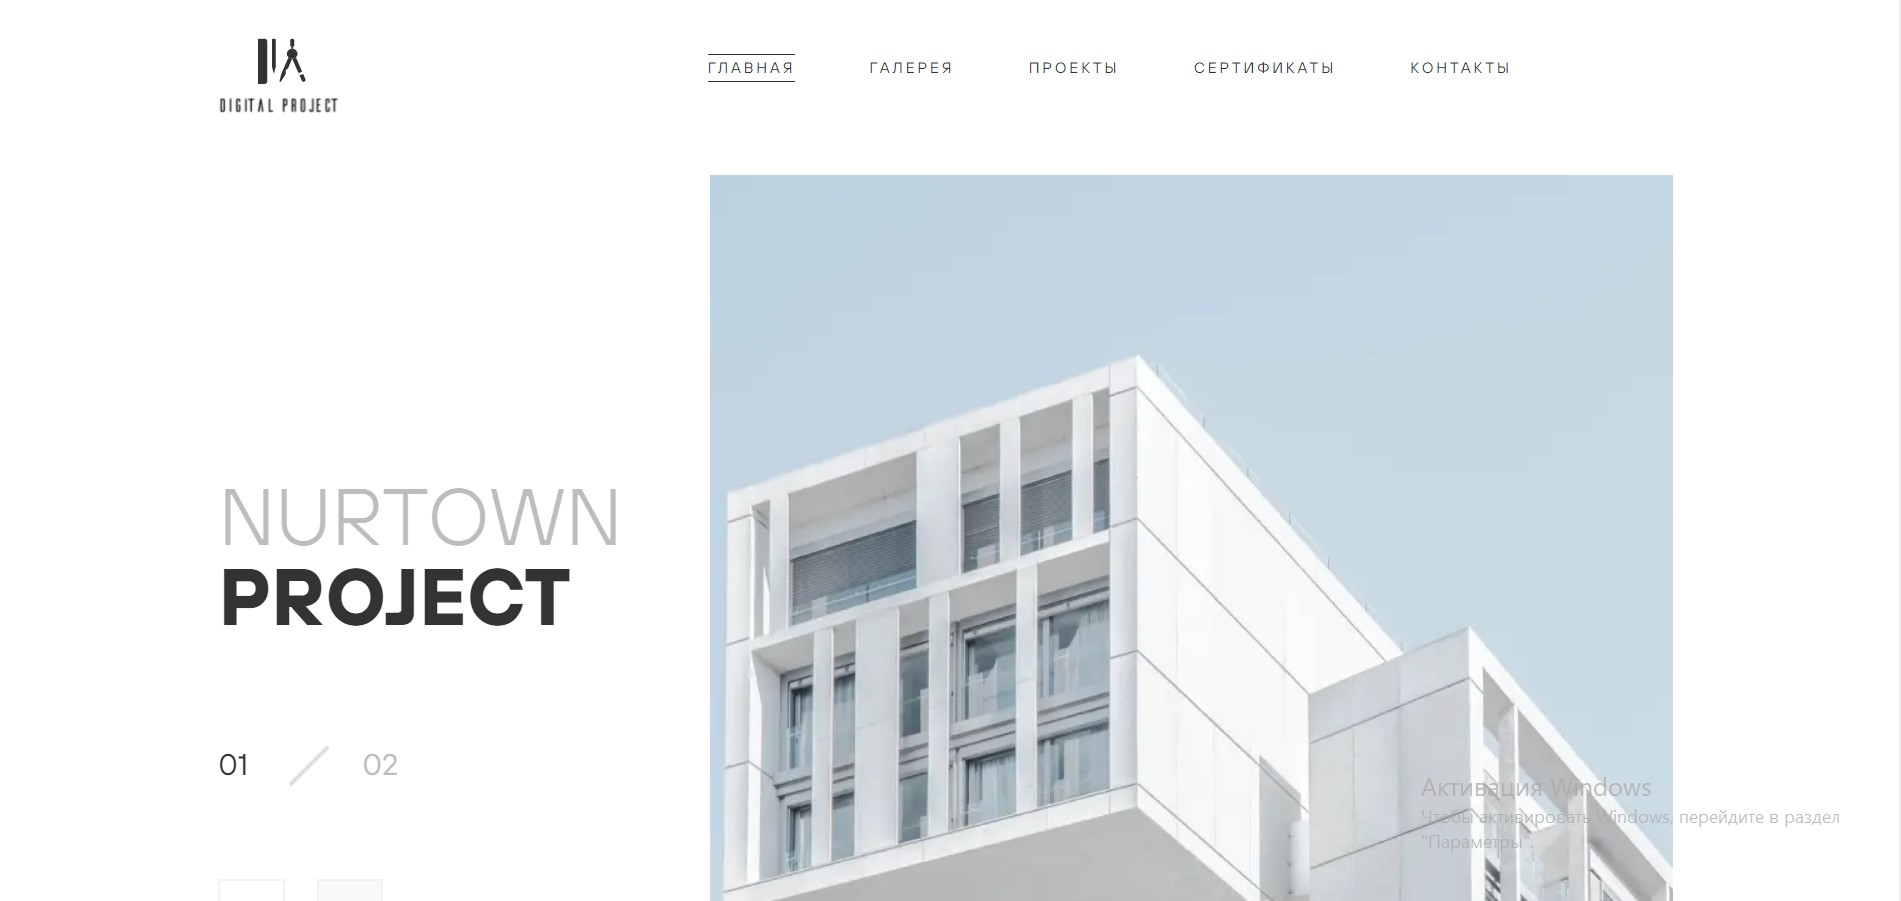 DIGITAL PROJECT
ГЛАВНАЯ ГАЛЕРЕЯ ПРОЕКТЫ СЕРТИФИКАТЫ КОНТАКТЫ
NURTOWN
PROJECT
01 / 02
Активация Windows
Чтобы активировать Windows, перейдите в раздел
"Параметры".